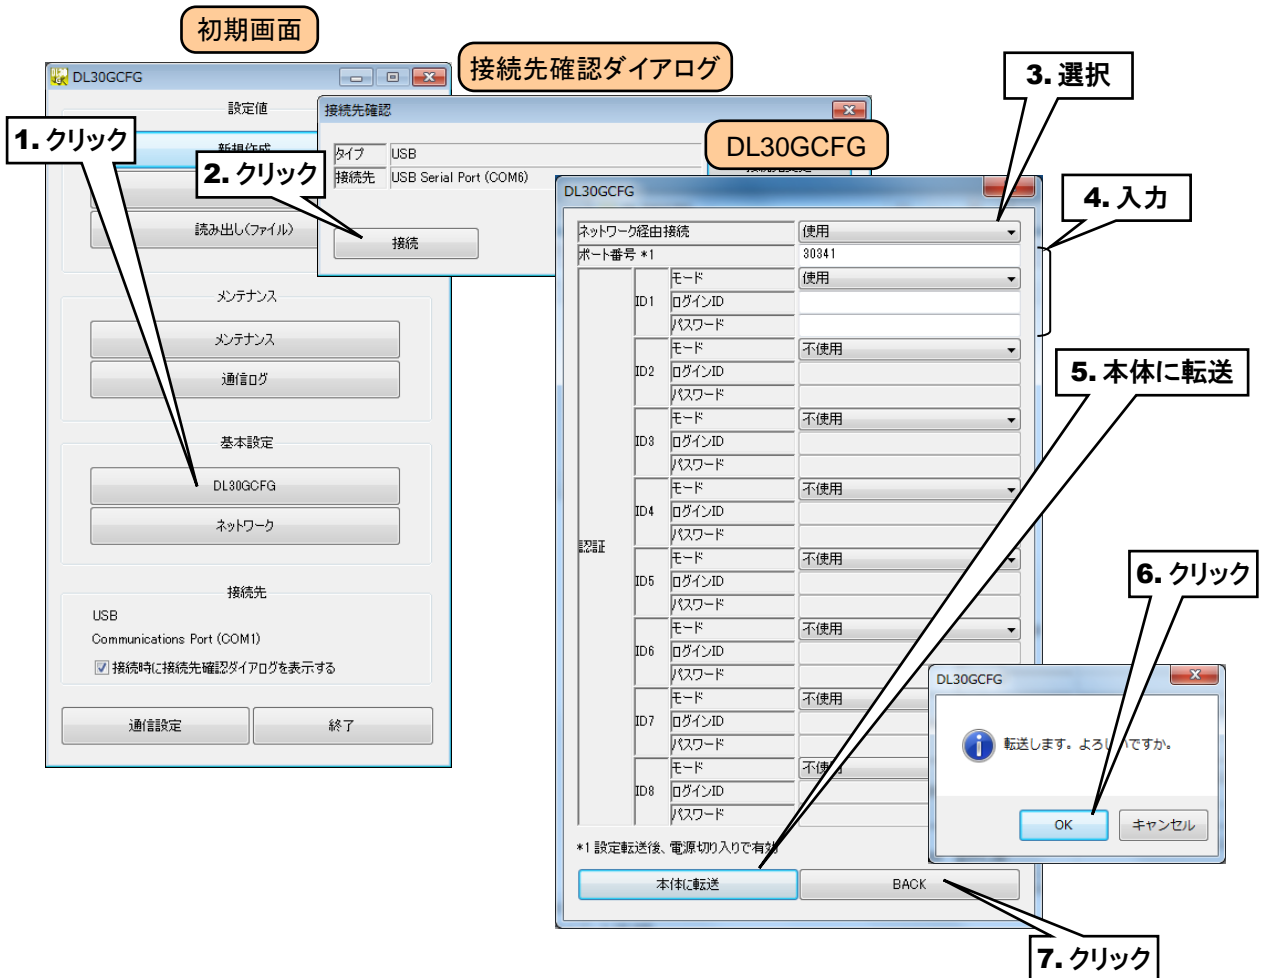 初期画面
DL30GCFG
設定値
1. クリック
新規作成
読み出し(ファイル)
メンテナンス
メンテナンス
通信ログ
基本設定
DL30GCFG
ネットワーク
接続先
USB
Communications Port (COM1)
接続時に接続先確認ダイアログを表示する
通信設定
終了
接続先確認ダイアログ
接続先確認
タイプ USB
接続先 USB Serial Port (COM6)
2. クリック
接続
DL30GCFG
DL30GCFG
3. 選択
ネットワーク経由接続 使用
ポート番号 *1 30341
4. 入力
認証
ID1 モード 使用
ログインID
パスワード
ID2 モード 不使用
ログインID
パスワード
ID3 モード 不使用
ログインID
パスワード
ID4 モード 不使用
ログインID
パスワード
ID5 モード 不使用
ログインID
パスワード
ID6 モード 不使用
ログインID
パスワード
ID7 モード 不使用
ログインID
パスワード
ID8 モード 不使用
ログインID
パスワード
*1 設定転送後、電源切り入りで有効
本体に転送
BACK
5. 本体に転送
6. クリック
DL30GCFG
転送します。よろしいですか。
OK
キャンセル
7. クリック